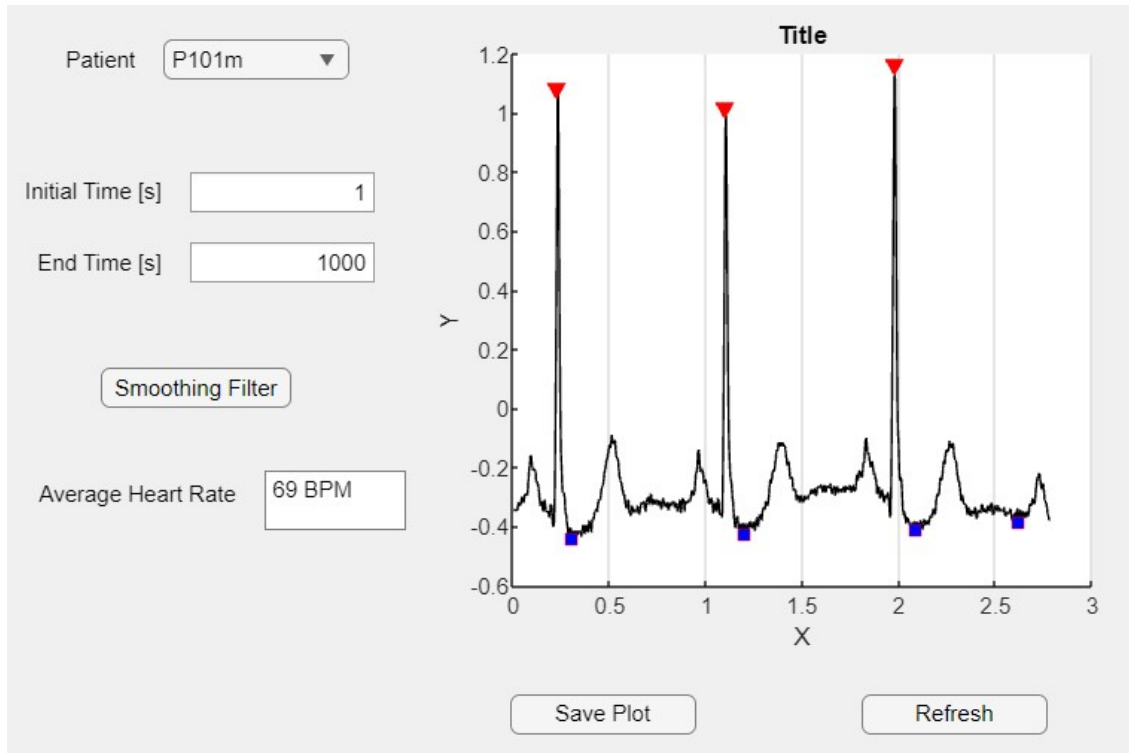 Patient
P101m
Initial Time [s]
1
End Time [s]
1000
Smoothing Filter
Average Heart Rate
69 BPM
Title
1.2
1
0.8
0.6
0.4
0.2
0
-0.2
-0.4
-0.6
Y
0 0.5 1 1.5 2 2.5 3
X
Save Plot
Refresh